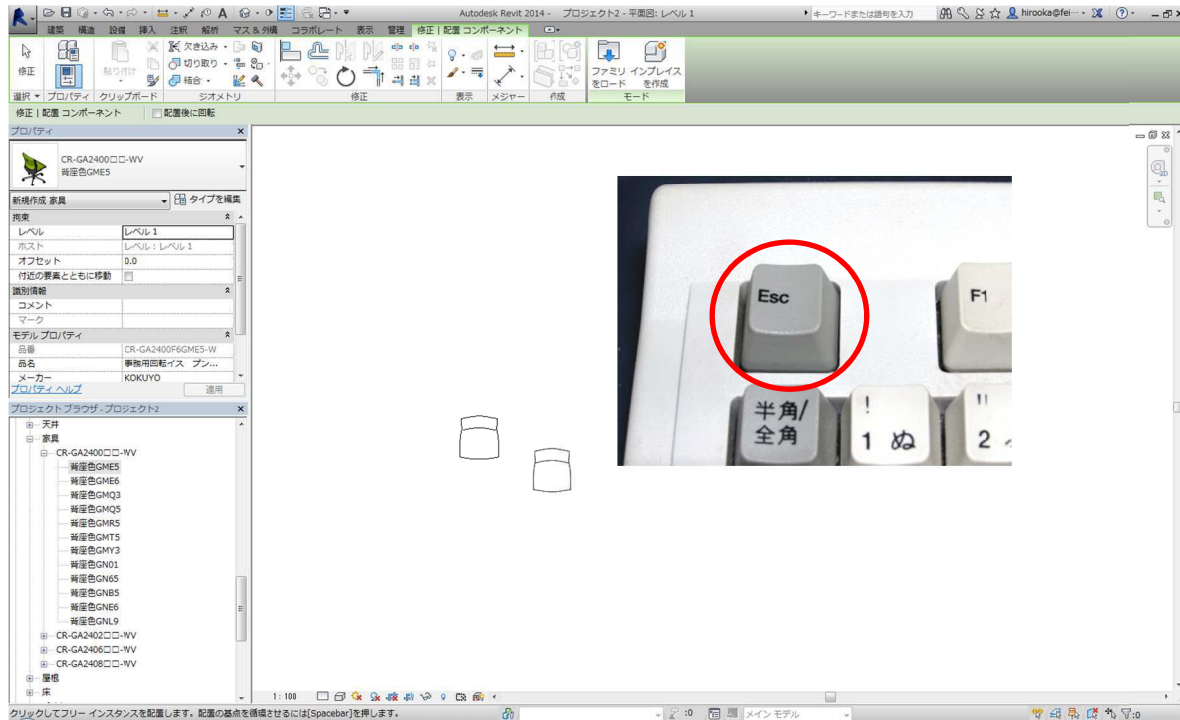 Autodesk Revit 2014 - プロジェクト2 - 平面図: レベル 1
キーワードまたは語句を入力
hirooka@fei…
建築 構造 設備 挿入 注釈 解析 マス & 外構 コラボレート 表示 管理 修正 | 配置 コンポーネント
修正
貼り付け
欠き込み
切り取り
結合
ファミリをロード
インプレイスを作成
選択 プロパティ クリップボード ジオメトリ 修正 表示 メジャー 作成 モード
修正 | 配置 コンポーネント 配置後に回転
プロパティ
CR-GA2400□□-WV
背座色GME5
新規作成 家具 タイプを編集
拘束
レベル レベル 1
ホスト レベル : レベル 1
オフセット 0.0
付近の要素とともに移動
識別情報
コメント
マーク
モデル プロパティ
品番 CR-GA2400F6GME5-W
品名 事務用回転イス プン...
メーカー KOKUYO
プロパティ ヘルプ 適用
プロジェクト ブラウザ - プロジェクト2
天井
家具
CR-GA2400□□-WV
背座色GME5
背座色GME6
背座色GMQ3
背座色GMQ5
背座色GMR5
背座色GMT5
背座色GMY3
背座色GN01
背座色GN65
背座色GNB5
背座色GNE6
背座色GNL9
CR-GA2402□□-WV
CR-GA2406□□-WV
CR-GA2408□□-WV
屋根
床
Esc
F1
半角/
全角
!
1 ぬ
"
2
1 : 100
クリックしてフリー インスタンスを配置します。配置の基点を循環させるには[Spacebar]を押します。
:0
メイン モデル
:0